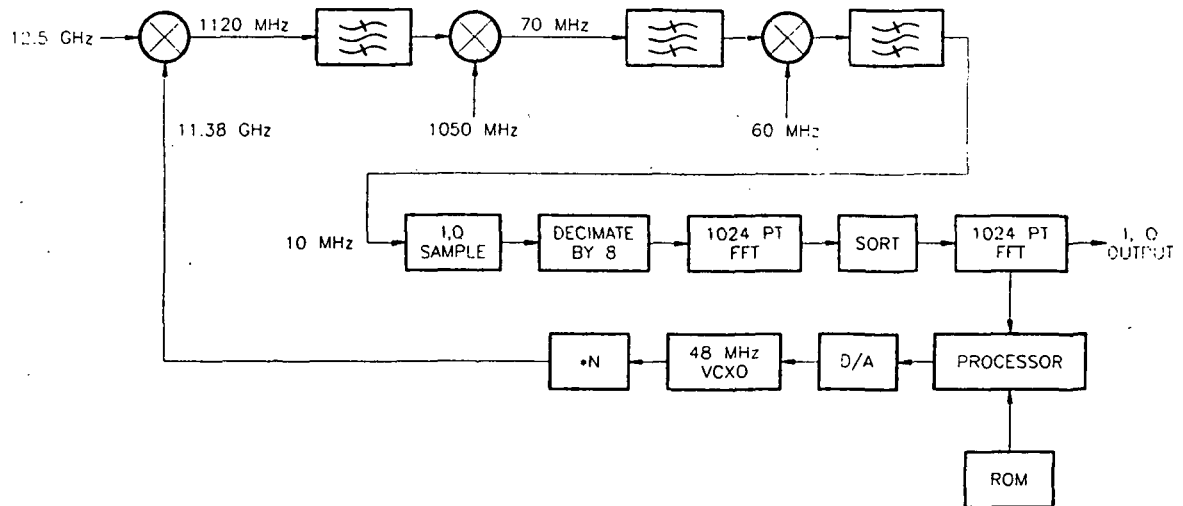 12.5 GHz
1120 MHz
70 MHz
11.38 GHz
1050 MHz
60 MHz
10 MHz
I,Q
SAMPLE
DECIMATE
BY 8
1024 PT
FFT
SORT
1024 PT
FFT
I, Q
OUTPUT
•N
48 MHz
VCXO
D/A
PROCESSOR
ROM